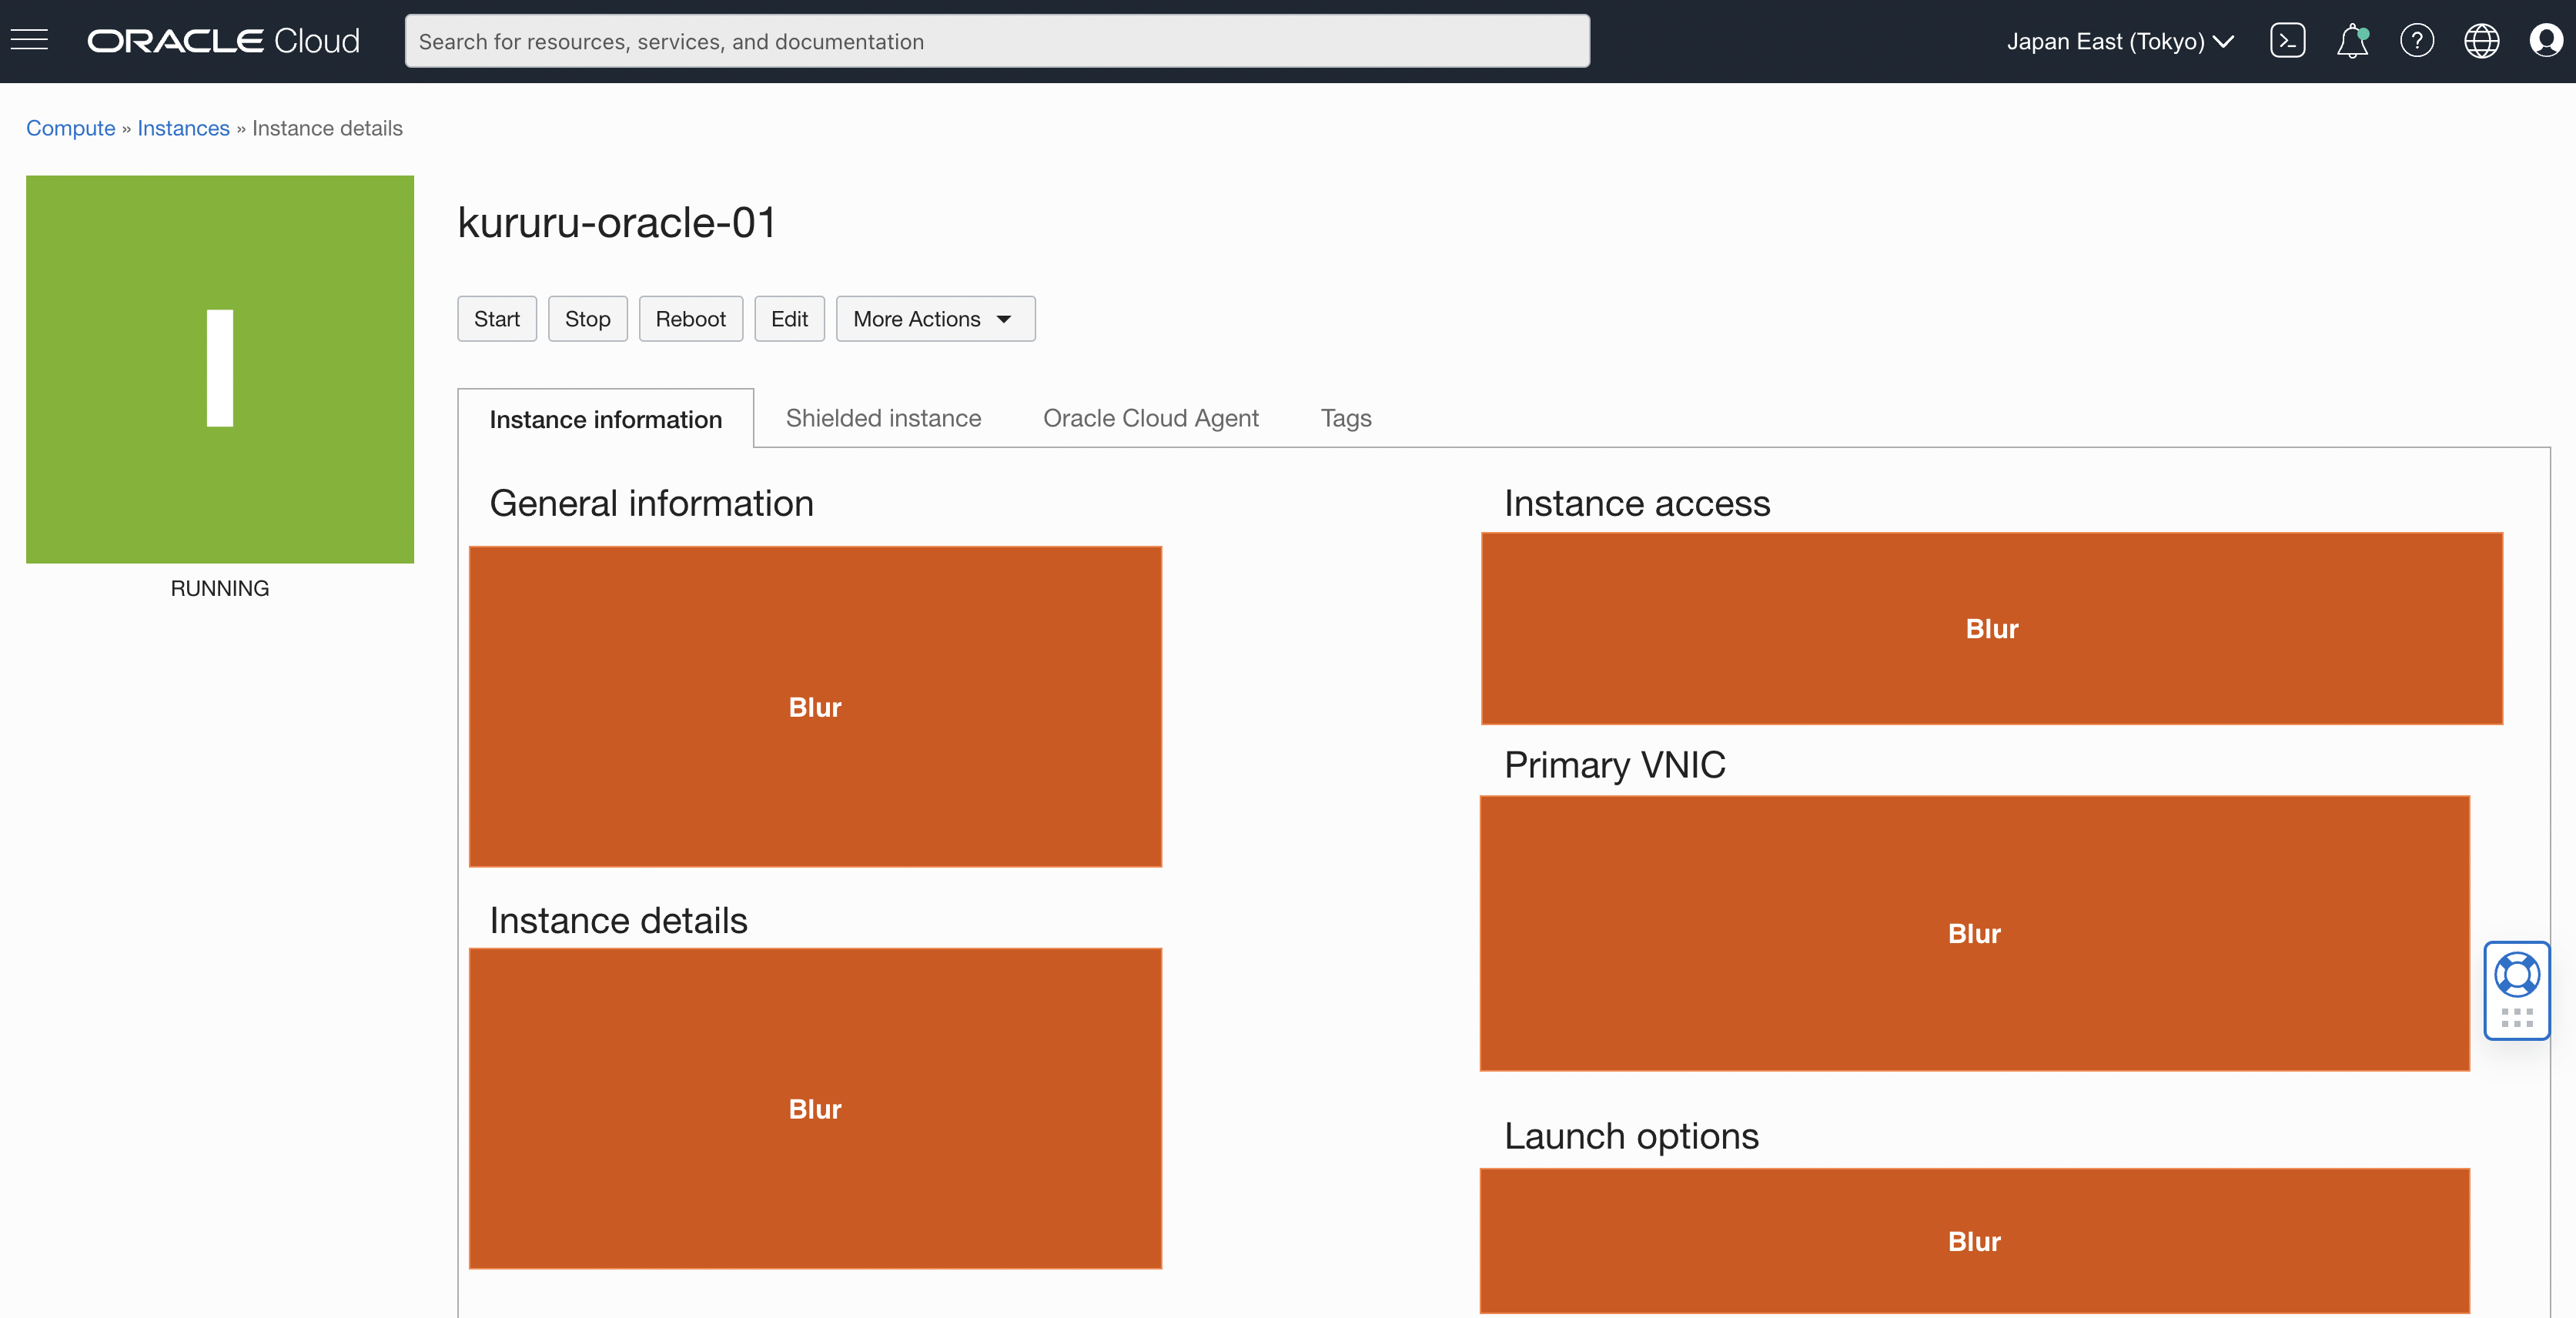 ORACLE Cloud
Search for resources, services, and documentation
Japan East (Tokyo)
Compute » Instances » Instance details
I
RUNNING
kururu-oracle-01
Start
Stop
Reboot
Edit
More Actions
Instance information
Shielded instance
Oracle Cloud Agent
Tags
General information
Blur
Instance details
Blur
Instance access
Blur
Primary VNIC
Blur
Launch options
Blur